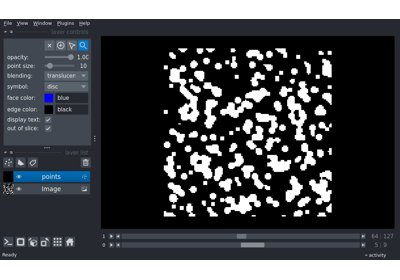 File View Window Plugins Help
layer controls
opacity: 1.00
point size: 10
blending: translucen
symbol: disc
face color: blue
edge color: black
display text:
out of slice:
layer list
points
Image
1 64 127
0 5 9
Ready activity